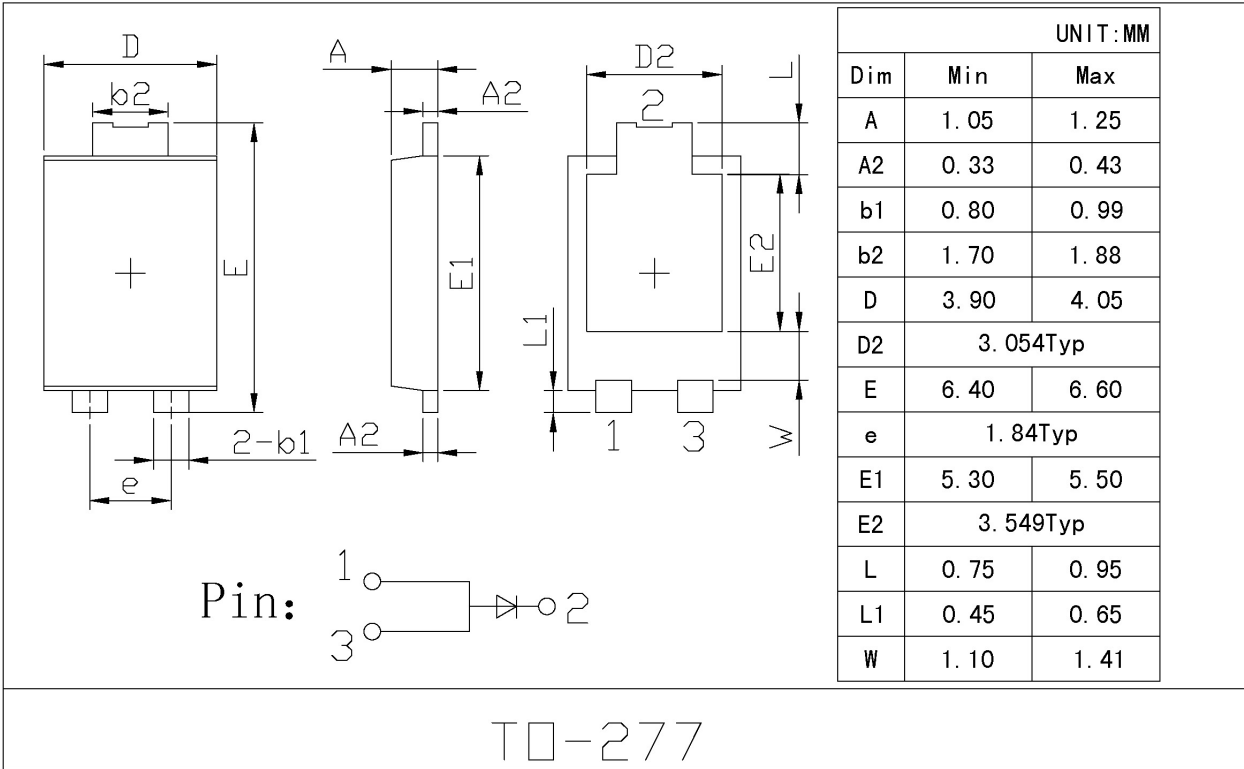 D
b2
E
2-b1
e
A
A2
E1
A2
D2
L
2
E2
L1
W
1 3
UNIT:MM
Dim Min Max
A 1.05 1.25
A2 0.33 0.43
b1 0.80 0.99
b2 1.70 1.88
D 3.90 4.05
D2 3.054Typ
E 6.40 6.60
e 1.84Typ
E1 5.30 5.50
E2 3.549Typ
L 0.75 0.95
L1 0.45 0.65
W 1.10 1.41
Pin:
1
3
2
TO-277